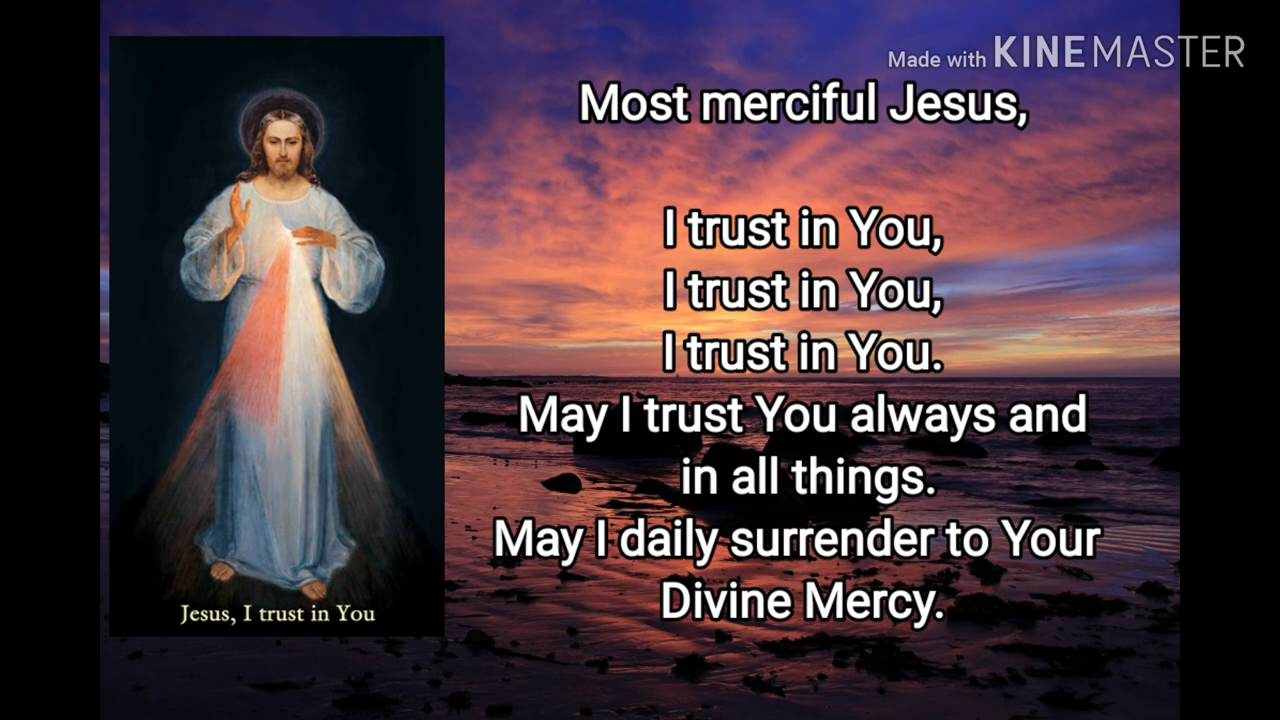 Made with KINEMASTER
Most merciful Jesus,
I trust in You,
I trust in You,
I trust in You.
May I trust You always and
in all things.
May I daily surrender to Your
Divine Mercy.
Jesus, I trust in You